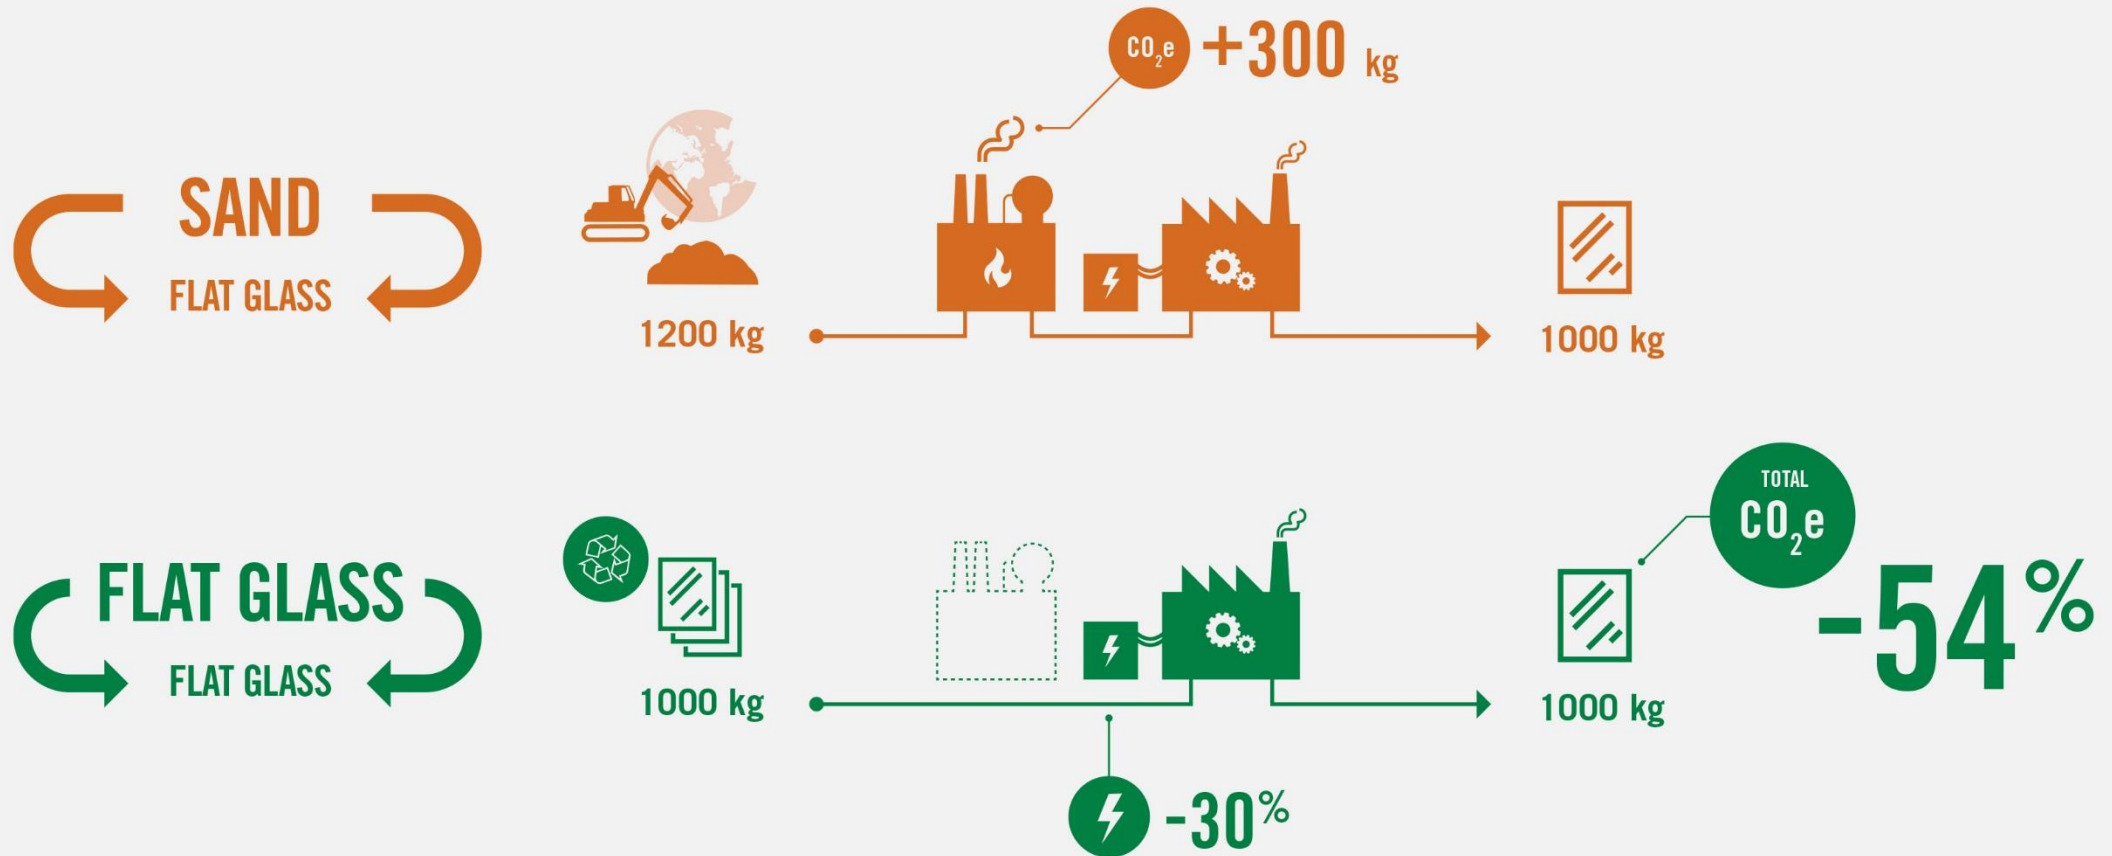 CO₂e +300 kg
SAND
FLAT GLASS
1200 kg
1000 kg
TOTAL
CO₂e
-54%
FLAT GLASS
FLAT GLASS
1000 kg
1000 kg
-30%